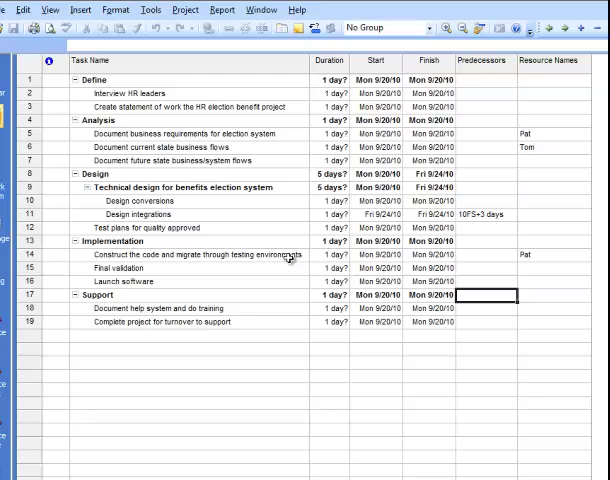 Edit View Insert Format Tools Project Report Window Help
No Group
Task Name Duration Start Finish Predecessors Resource Names
1 Define 1 day? Mon 9/20/10 Mon 9/20/10
2 Interview HR leaders 1 day? Mon 9/20/10 Mon 9/20/10
3 Create statement of work the HR election benefit project 1 day? Mon 9/20/10 Mon 9/20/10
4 Analysis 1 day? Mon 9/20/10 Mon 9/20/10
5 Document business requirements for election system 1 day? Mon 9/20/10 Mon 9/20/10 Pat
6 Document current state business flows 1 day? Mon 9/20/10 Mon 9/20/10 Tom
7 Document future state business/system flows 1 day? Mon 9/20/10 Mon 9/20/10
8 Design 5 days? Mon 9/20/10 Fri 9/24/10
9 Technical design for benefits election system 5 days? Mon 9/20/10 Fri 9/24/10
10 Design conversions 1 day? Mon 9/20/10 Mon 9/20/10
11 Design integrations 1 day? Fri 9/24/10 Fri 9/24/10 10FS+3 days
12 Test plans for quality approved 1 day? Mon 9/20/10 Mon 9/20/10
13 Implementation 1 day? Mon 9/20/10 Mon 9/20/10
14 Construct the code and migrate through testing environments 1 day? Mon 9/20/10 Mon 9/20/10 Pat
15 Final validation 1 day? Mon 9/20/10 Mon 9/20/10
16 Launch software 1 day? Mon 9/20/10 Mon 9/20/10
17 Support 1 day? Mon 9/20/10 Mon 9/20/10
18 Document help system and do training 1 day? Mon 9/20/10 Mon 9/20/10
19 Complete project for turnover to support 1 day? Mon 9/20/10 Mon 9/20/10